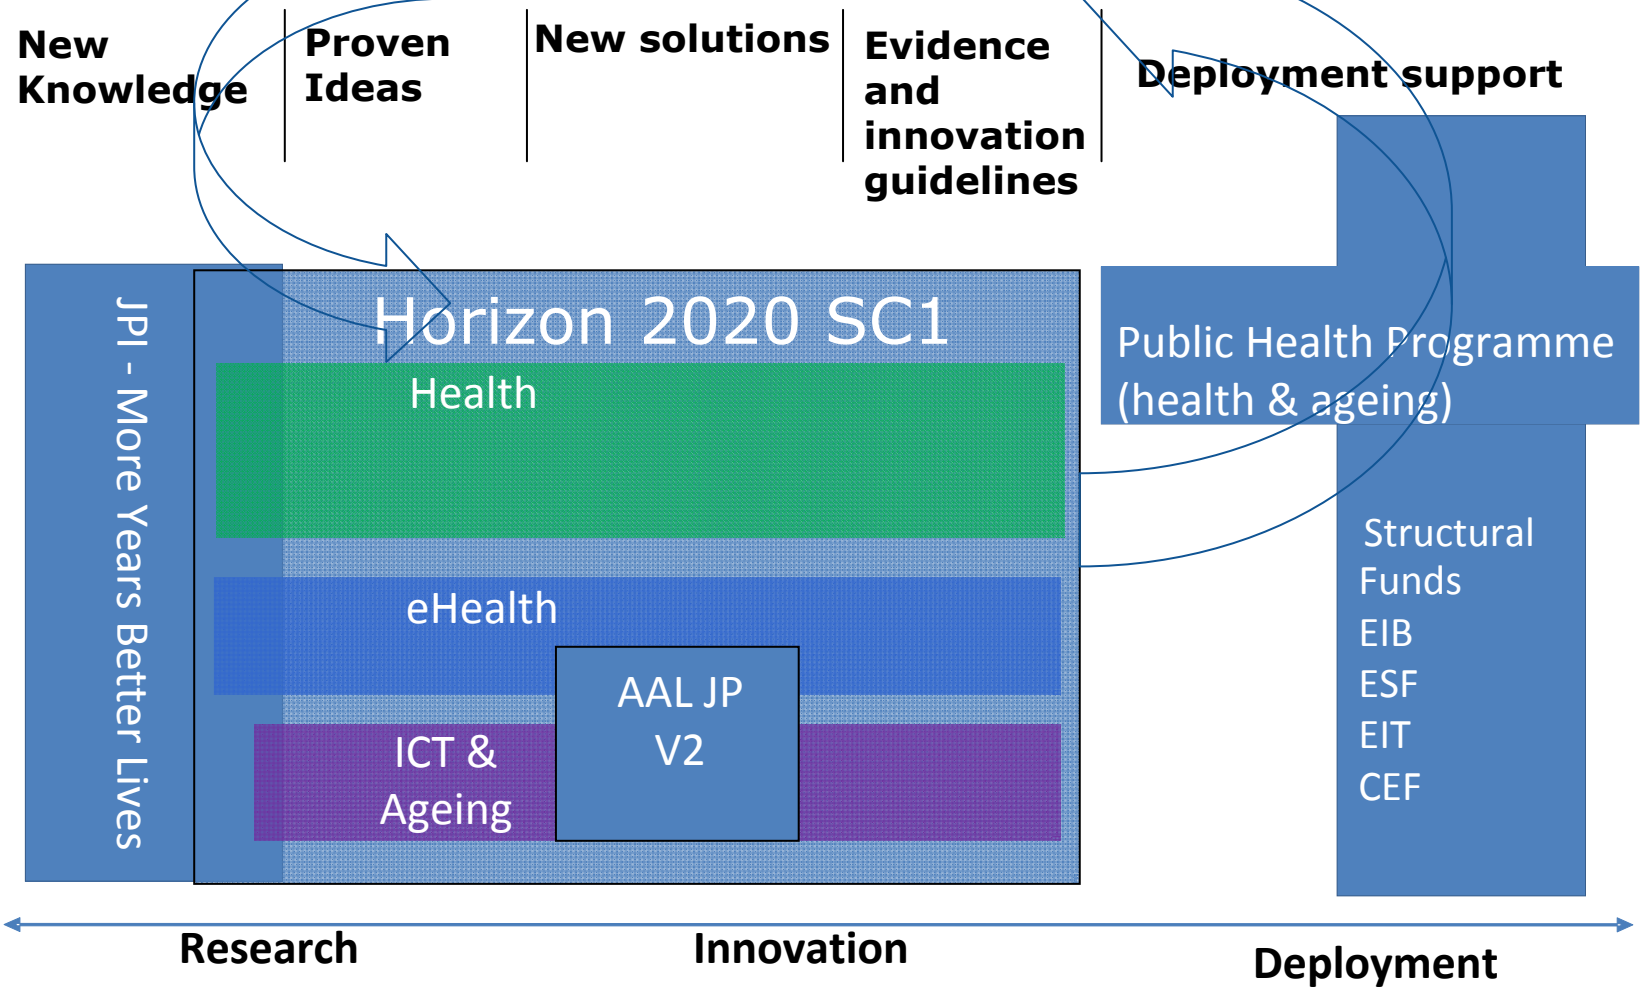 New
Knowledge
Proven
Ideas
New solutions
Evidence
and
innovation
guidelines
Deployment support
JPI - More Years Better Lives
Horizon 2020 SC1
Health
eHealth
AAL JP
V2
ICT &
Ageing
Public Health Programme
(health & ageing)
Structural
Funds
EIB
ESF
EIT
CEF
Research
Innovation
Deployment